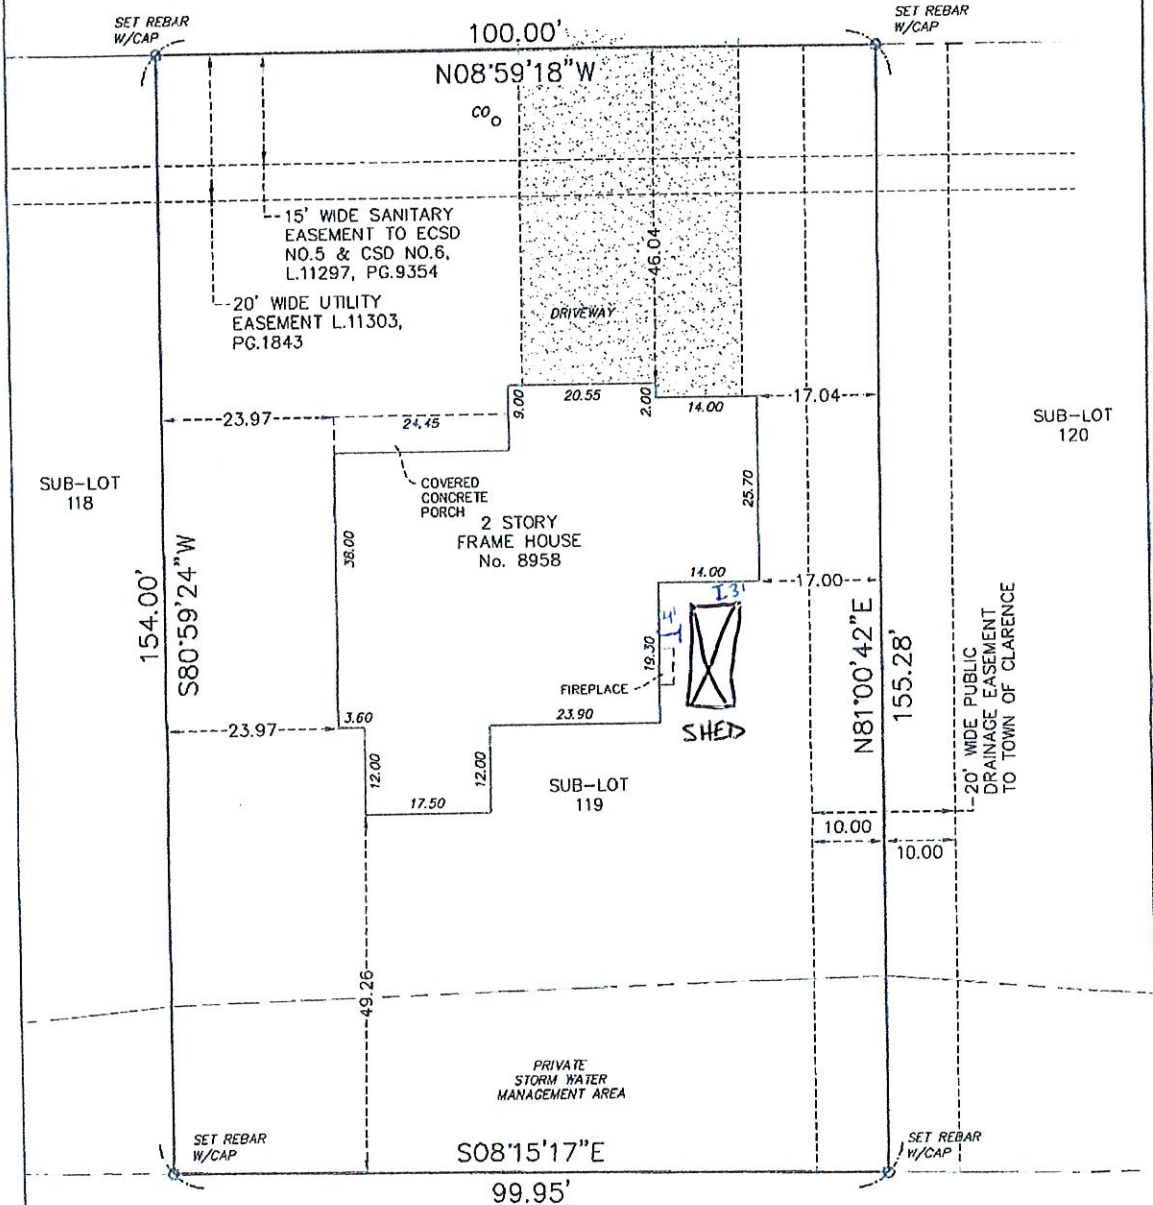 SET REBAR
W/CAP
100.00'
SET REBAR
W/CAP
N08°59'18"W
CO
15' WIDE SANITARY
EASEMENT TO ECSD
NO.5 & CSD NO.6,
L.11297, PG.9354
20' WIDE UTILITY
EASEMENT L.11303,
PG.1843
46.04
DRIVEWAY
23.97
24.45
9.00
20.55
2.00
14.00
17.04
SUB-LOT
120
SUB-LOT
118
COVERED
CONCRETE
PORCH
25.70
2 STORY
FRAME HOUSE
No. 8958
38.00
154.00'
S80°59'24"W
14.00
17.00
3'
4'
19.30
FIREPLACE
SHED
N81°00'42"E
155.28'
20' WIDE PUBLIC
DRAINAGE EASEMENT
TO TOWN OF CLARENCE
23.97
3.60
23.90
12.00
12.00
17.50
SUB-LOT
119
10.00
10.00
49.26
PRIVATE
STORM WATER
MANAGEMENT AREA
SET REBAR
W/CAP
S08°15'17"E
99.95'
SET REBAR
W/CAP